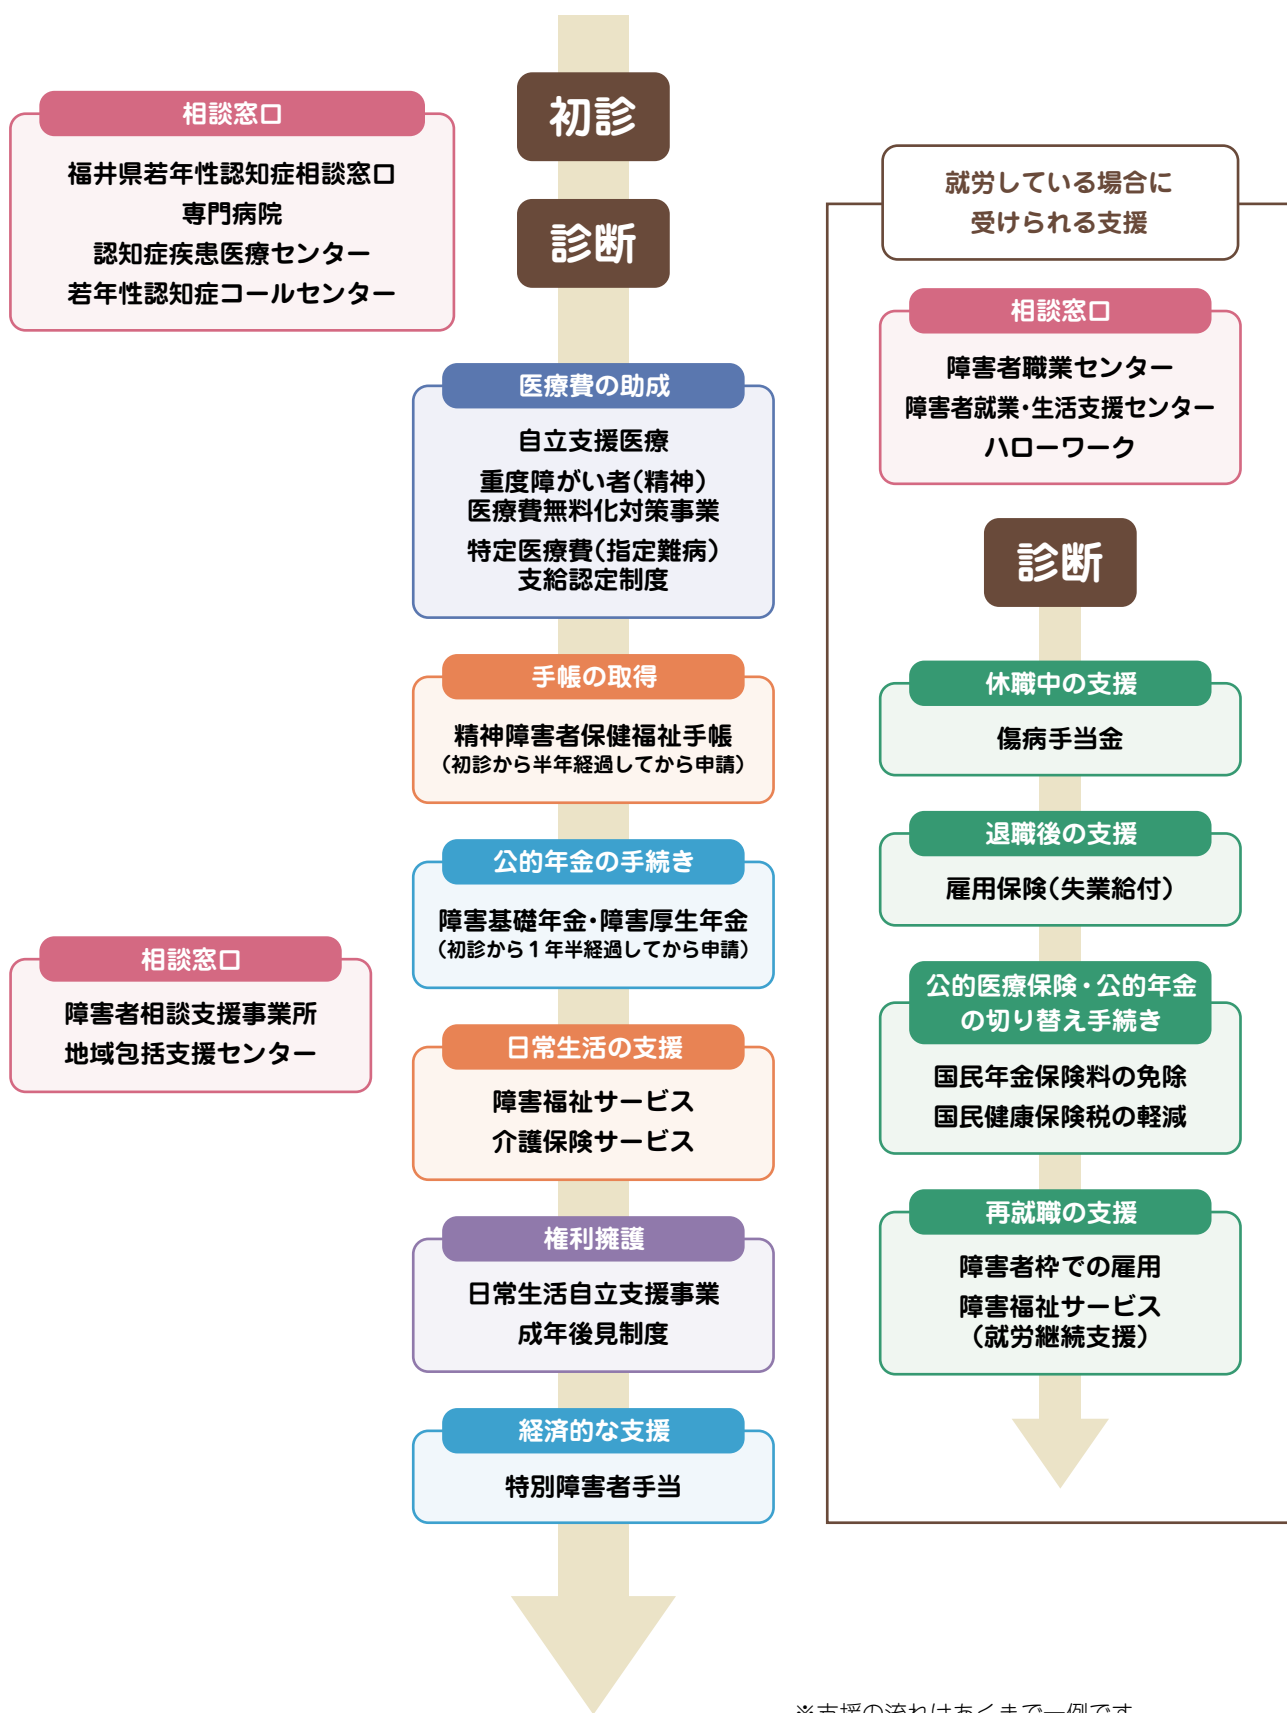 相談窓口
福井県若年性認知症相談窓口
専門病院
認知症疾患医療センター
若年性認知症コールセンター
初診
診断
医療費の助成
自立支援医療
重度障がい者(精神)
医療費無料化対策事業
特定医療費(指定難病)
支給認定制度
手帳の取得
精神障害者保健福祉手帳
(初診から半年経過してから申請)
公的年金の手続き
障害基礎年金・障害厚生年金
(初診から1年半経過してから申請)
相談窓口
障害者相談支援事業所
地域包括支援センター
日常生活の支援
障害福祉サービス
介護保険サービス
権利擁護
日常生活自立支援事業
成年後見制度
経済的な支援
特別障害者手当
就労している場合に
受けられる支援
相談窓口
障害者職業センター
障害者就業・生活支援センター
ハローワーク
診断
休職中の支援
傷病手当金
退職後の支援
雇用保険(失業給付)
公的医療保険・公的年金
の切り替え手続き
国民年金保険料の免除
国民健康保険税の軽減
再就職の支援
障害者枠での雇用
障害福祉サービス
(就労継続支援)
※支援の流れはあくまで一例です